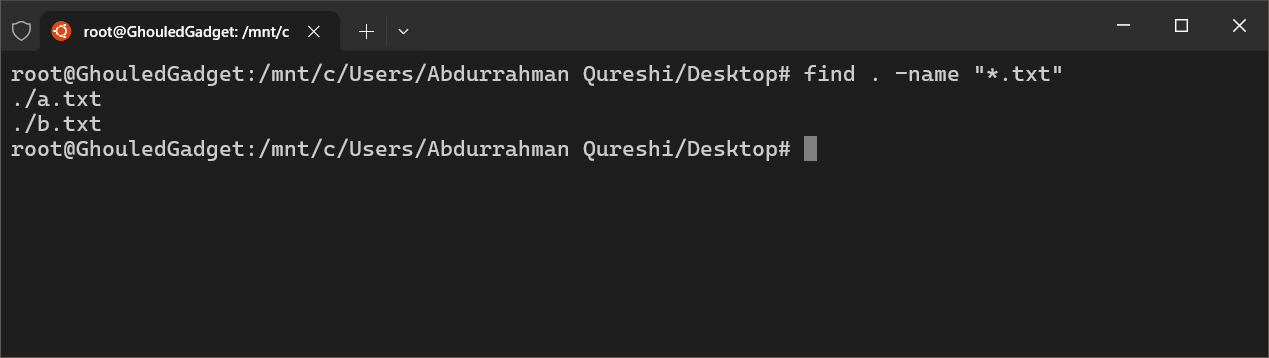 root@GhouledGadget: /mnt/c
root@GhouledGadget:/mnt/c/Users/Abdurrahman Qureshi/Desktop# find . -name "*.txt"
./a.txt
./b.txt
root@GhouledGadget:/mnt/c/Users/Abdurrahman Qureshi/Desktop#